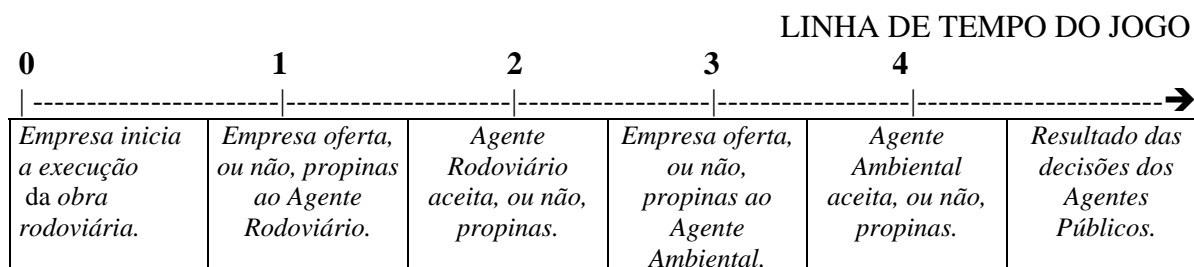 LINHA DE TEMPO DO JOGO
0 1 2 3 4
| -----------------------|----------------------|------------------|------------------|-----------------------➔
Empresa inicia a execução da obra rodoviária.
Empresa oferta, ou não, propinas ao Agente Rodoviário.
Agente Rodoviário aceita, ou não, propinas.
Empresa oferta, ou não, propinas ao Agente Ambiental.
Agente Ambiental aceita, ou não, propinas.
Resultado das decisões dos Agentes Públicos.